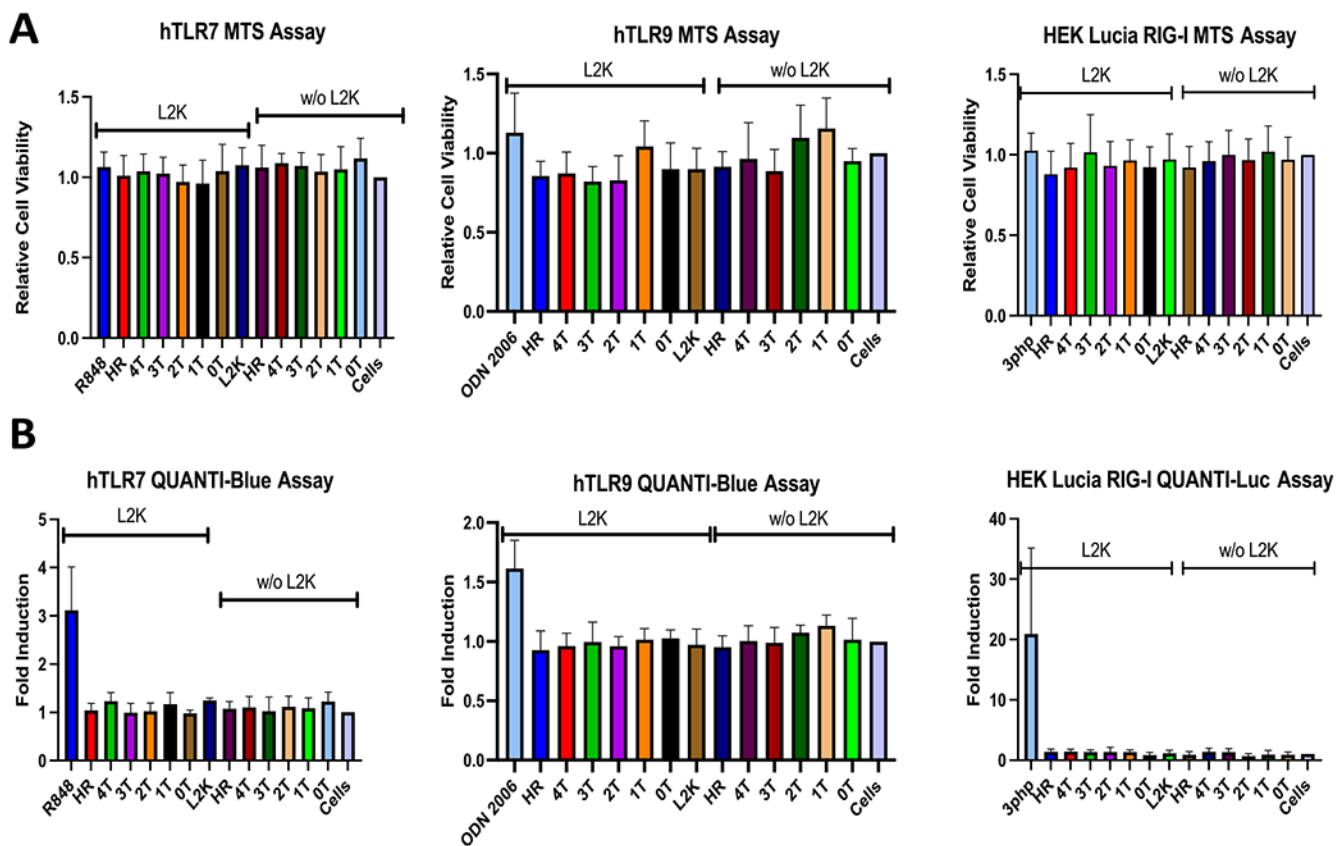 A
hTLR7 MTS Assay
L2K
w/o L2K
Relative Cell Viability
1.5
1.0
0.5
0.0
R848 HR 4T 3T 2T 1T 0T L2K HR 4T 3T 2T 1T 0T Cells
hTLR9 MTS Assay
L2K
w/o L2K
Relative Cell Viability
1.5
1.0
0.5
0.0
ODN 2006 HR 4T 3T 2T 1T 0T L2K HR 4T 3T 2T 1T 0T Cells
HEK Lucia RIG-I MTS Assay
L2K
w/o L2K
Relative Cell Viability
1.5
1.0
0.5
0.0
3php HR 4T 3T 2T 1T 0T L2K HR 4T 3T 2T 1T 0T Cells
B
hTLR7 QUANTI-Blue Assay
L2K
w/o L2K
Fold Induction
5
4
3
2
1
0
R848 HR 4T 3T 2T 1T 0T L2K HR 4T 3T 2T 1T 0T Cells
hTLR9 QUANTI-Blue Assay
L2K
w/o L2K
Fold Induction
2.0
1.5
1.0
0.5
0.0
ODN 2006 HR 4T 3T 2T 1T 0T L2K HR 4T 3T 2T 1T 0T Cells
HEK Lucia RIG-I QUANTI-Luc Assay
L2K
w/o L2K
Fold Induction
40
30
20
10
0
3php HR 4T 3T 2T 1T 0T L2K HR 4T 3T 2T 1T 0T Cells